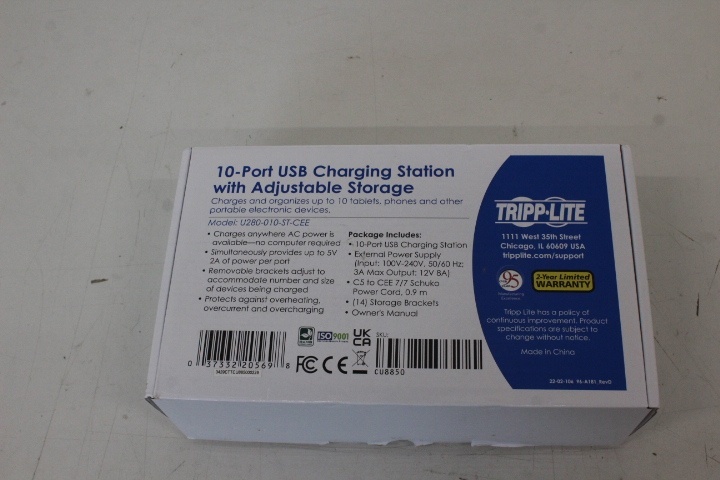 10-Port USB Charging Station
with Adjustable Storage
Charges and organizes up to 10 tablets, phones and other
portable electronic devices.
Model: U280-010-ST-CEE
• Charges anywhere AC power is
available—no computer required
• Simultaneously provides up to 5V
2A of power per port
• Removable brackets adjust to
accommodate number and size
of devices being charged
• Protects against overheating,
overcurrent and overcharging
Package Includes:
• 10-Port USB Charging Station
• External Power Supply
(Input: 100V-240V, 50/60 Hz;
3A Max Output: 12V 8A)
• C5 to CEE 7/7 Schuko
Power Cord, 0.9 m
• (14) Storage Brackets
• Owner's Manual
TRIPP·LITE
1111 West 35th Street
Chicago, IL 60609 USA
tripplite.com/support
95
2-Year Limited
WARRANTY
Tripp Lite has a policy of
continuous improvement. Product
specifications are subject to
change without notice.
Made in China
ISO9001
UK
CA
SKU:
0 37332 20569 8
FC CE
CU8850